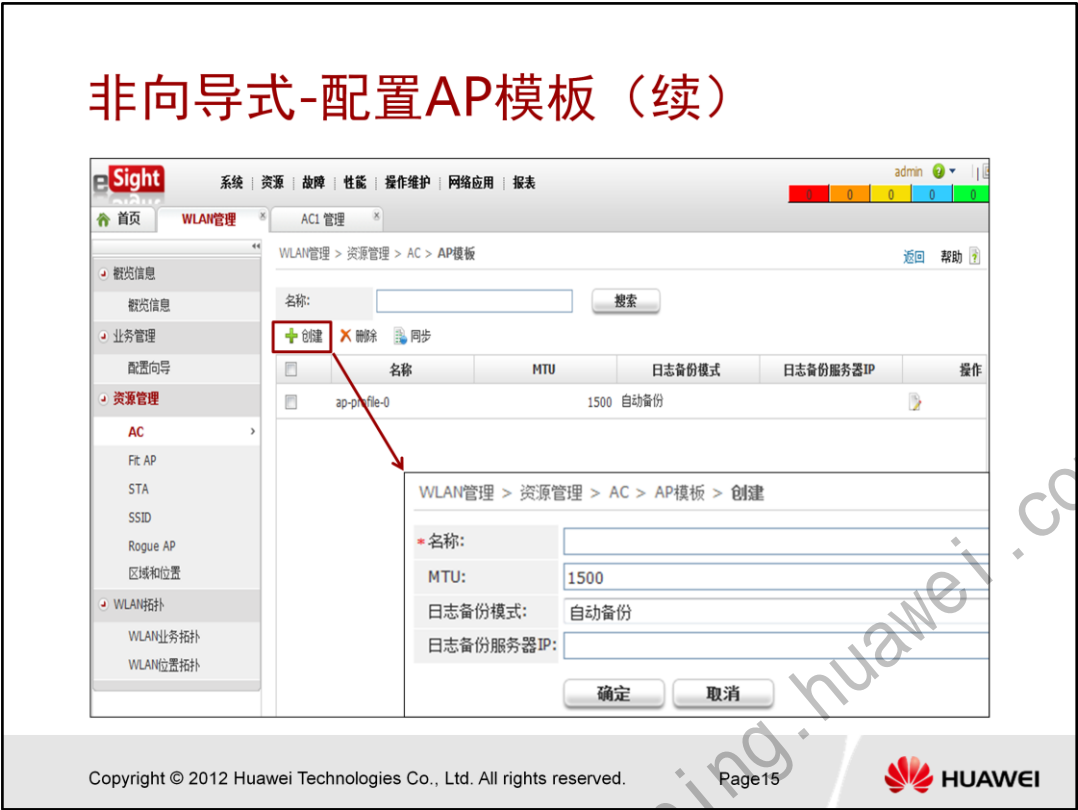 非向导式-配置AP模板（续）
eSight
系统 | 资源 | 故障 | 性能 | 操作维护 | 网络应用 | 报表
admin
0 0 0 0 0
首页 WLAN管理 AC1 管理
WLAN管理 > 资源管理 > AC > AP模板
返回 帮助
概览信息
概览信息
业务管理
配置向导
资源管理
AC
Fit AP
STA
SSID
Rogue AP
区域和位置
WLAN拓扑
WLAN业务拓扑
WLAN位置拓扑
名称: 搜索
创建 删除 同步
名称 MTU 日志备份模式 日志备份服务器IP 操作
ap-profile-0 1500 自动备份
WLAN管理 > 资源管理 > AC > AP模板 > 创建
*名称:
MTU: 1500
日志备份模式: 自动备份
日志备份服务器IP:
确定 取消
Copyright © 2012 Huawei Technologies Co., Ltd. All rights reserved.
Page15
HUAWEI